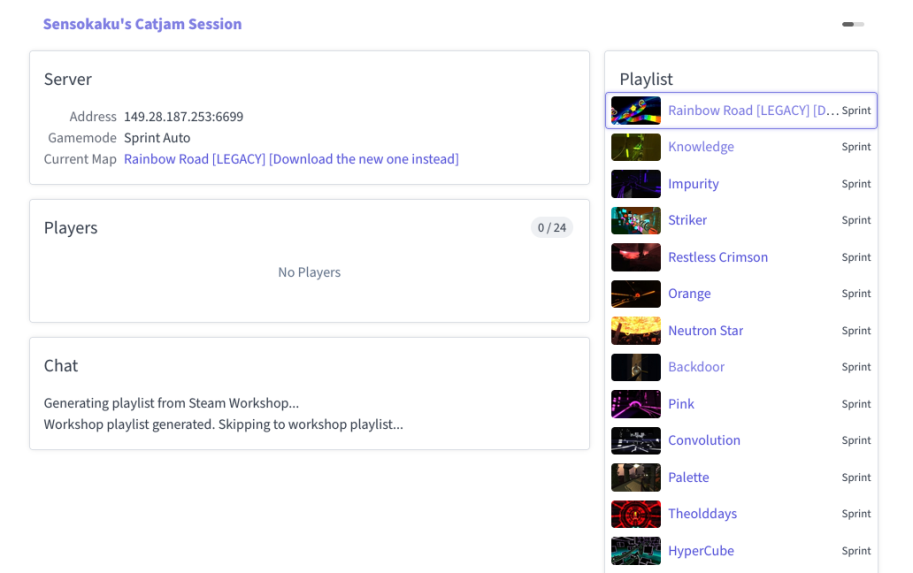 Sensokaku's Catjam Session
Server
Address 149.28.187.253:6699
Gamemode Sprint Auto
Current Map Rainbow Road [LEGACY] [Download the new one instead]
Players 0 / 24
No Players
Chat
Generating playlist from Steam Workshop...
Workshop playlist generated. Skipping to workshop playlist...
Playlist
Rainbow Road [LEGACY] [D... Sprint
Knowledge Sprint
Impurity Sprint
Striker Sprint
Restless Crimson Sprint
Orange Sprint
Neutron Star Sprint
Backdoor Sprint
Pink Sprint
Convolution Sprint
Palette Sprint
Theolddays Sprint
HyperCube Sprint